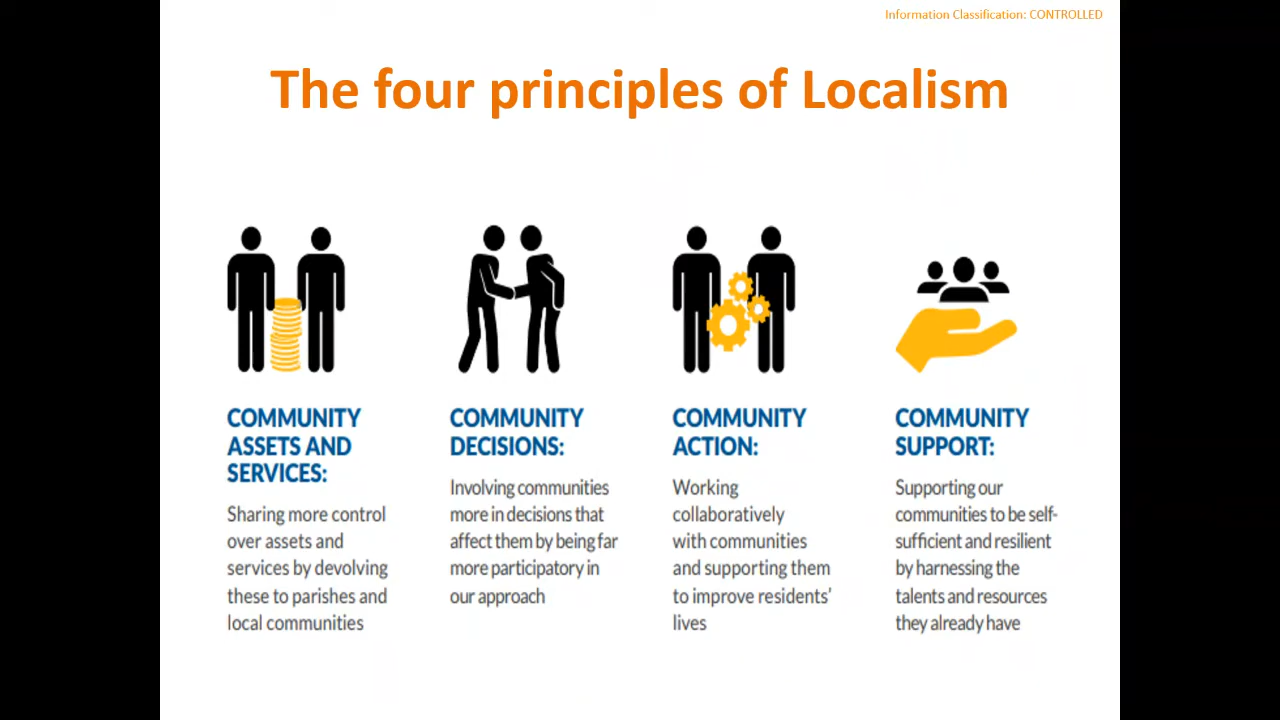 Information Classification: CONTROLLED
The four principles of Localism
COMMUNITY
ASSETS AND
SERVICES:
Sharing more control
over assets and
services by devolving
these to parishes and
local communities
COMMUNITY
DECISIONS:
Involving communities
more in decisions that
affect them by being far
more participatory in
our approach
COMMUNITY
ACTION:
Working
collaboratively
with communities
and supporting them
to improve residents'
lives
COMMUNITY
SUPPORT:
Supporting our
communities to be self-
sufficient and resilient
by harnessing the
talents and resources
they already have